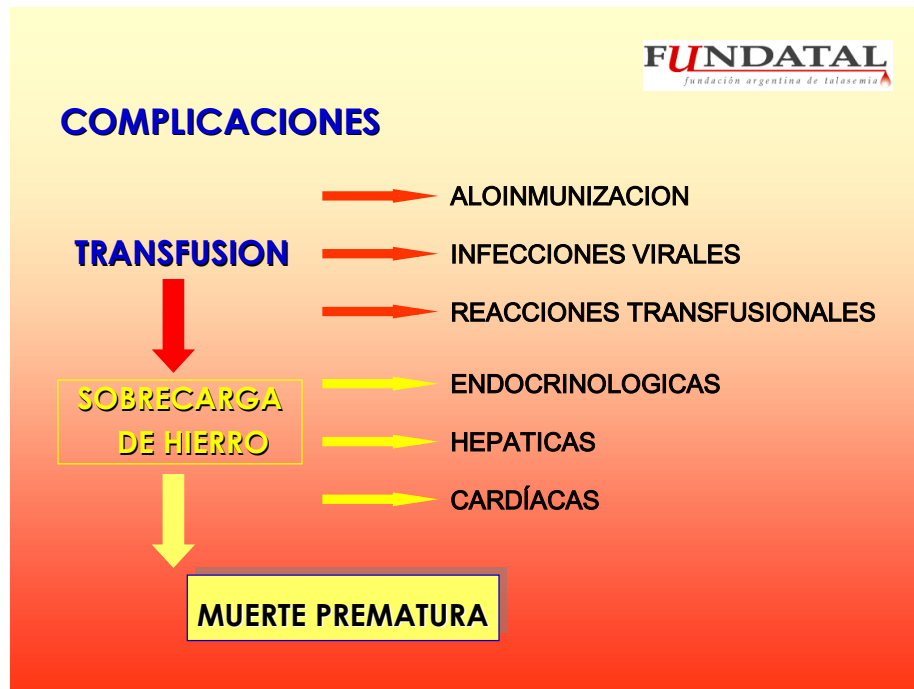 FUNDATAL
fundación argentina de talasemia
COMPLICACIONES
ALOINMUNIZACION
TRANSFUSION
INFECCIONES VIRALES
REACCIONES TRANSFUSIONALES
SOBRECARGA
DE HIERRO
ENDOCRINOLOGICAS
HEPATICAS
CARDÍACAS
MUERTE PREMATURA